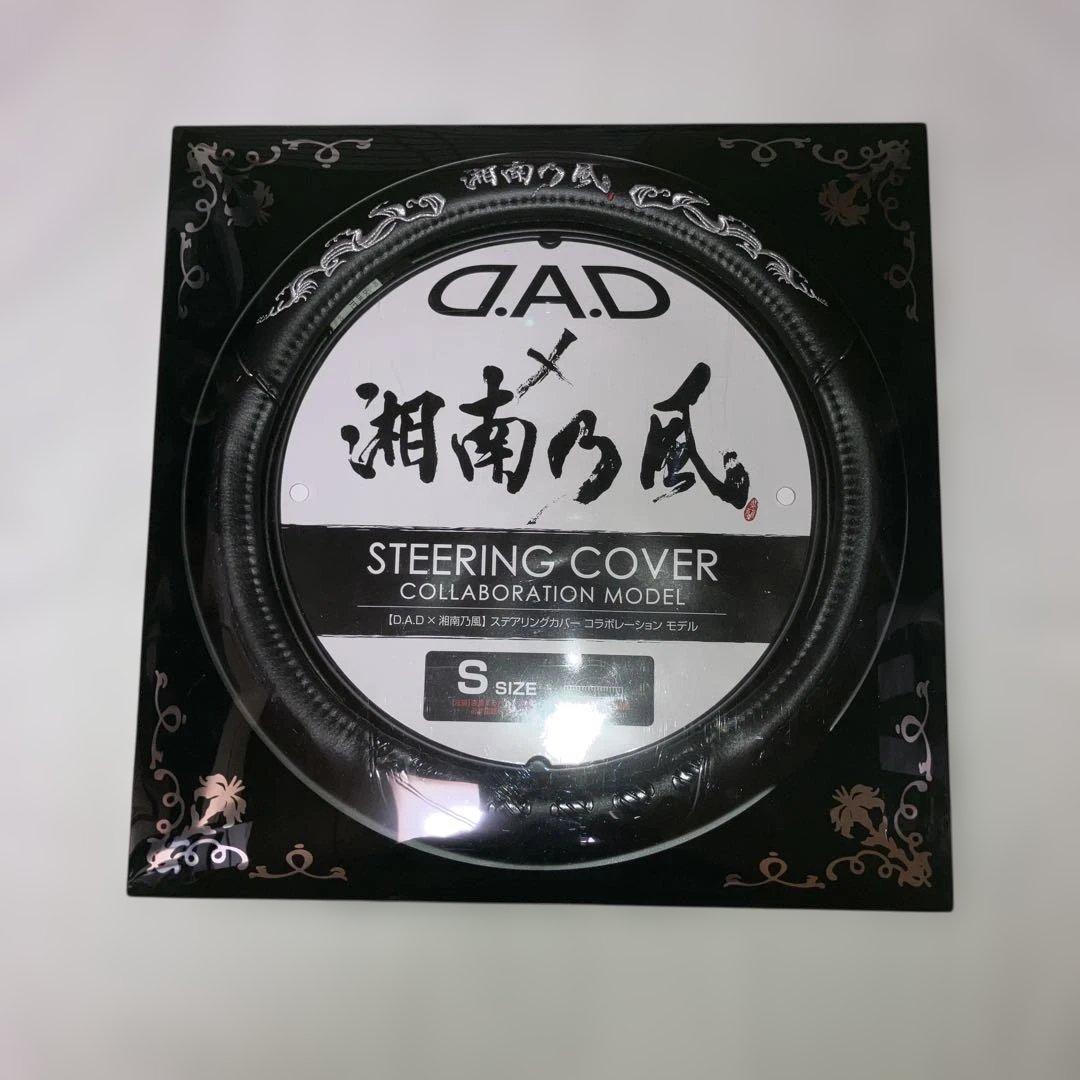 湘南乃風
D.A.D
×
湘南乃風
STEERING COVER
COLLABORATION MODEL
【D.A.D × 湘南乃風】ステアリングカバー コラボレーション モデル
S SIZE